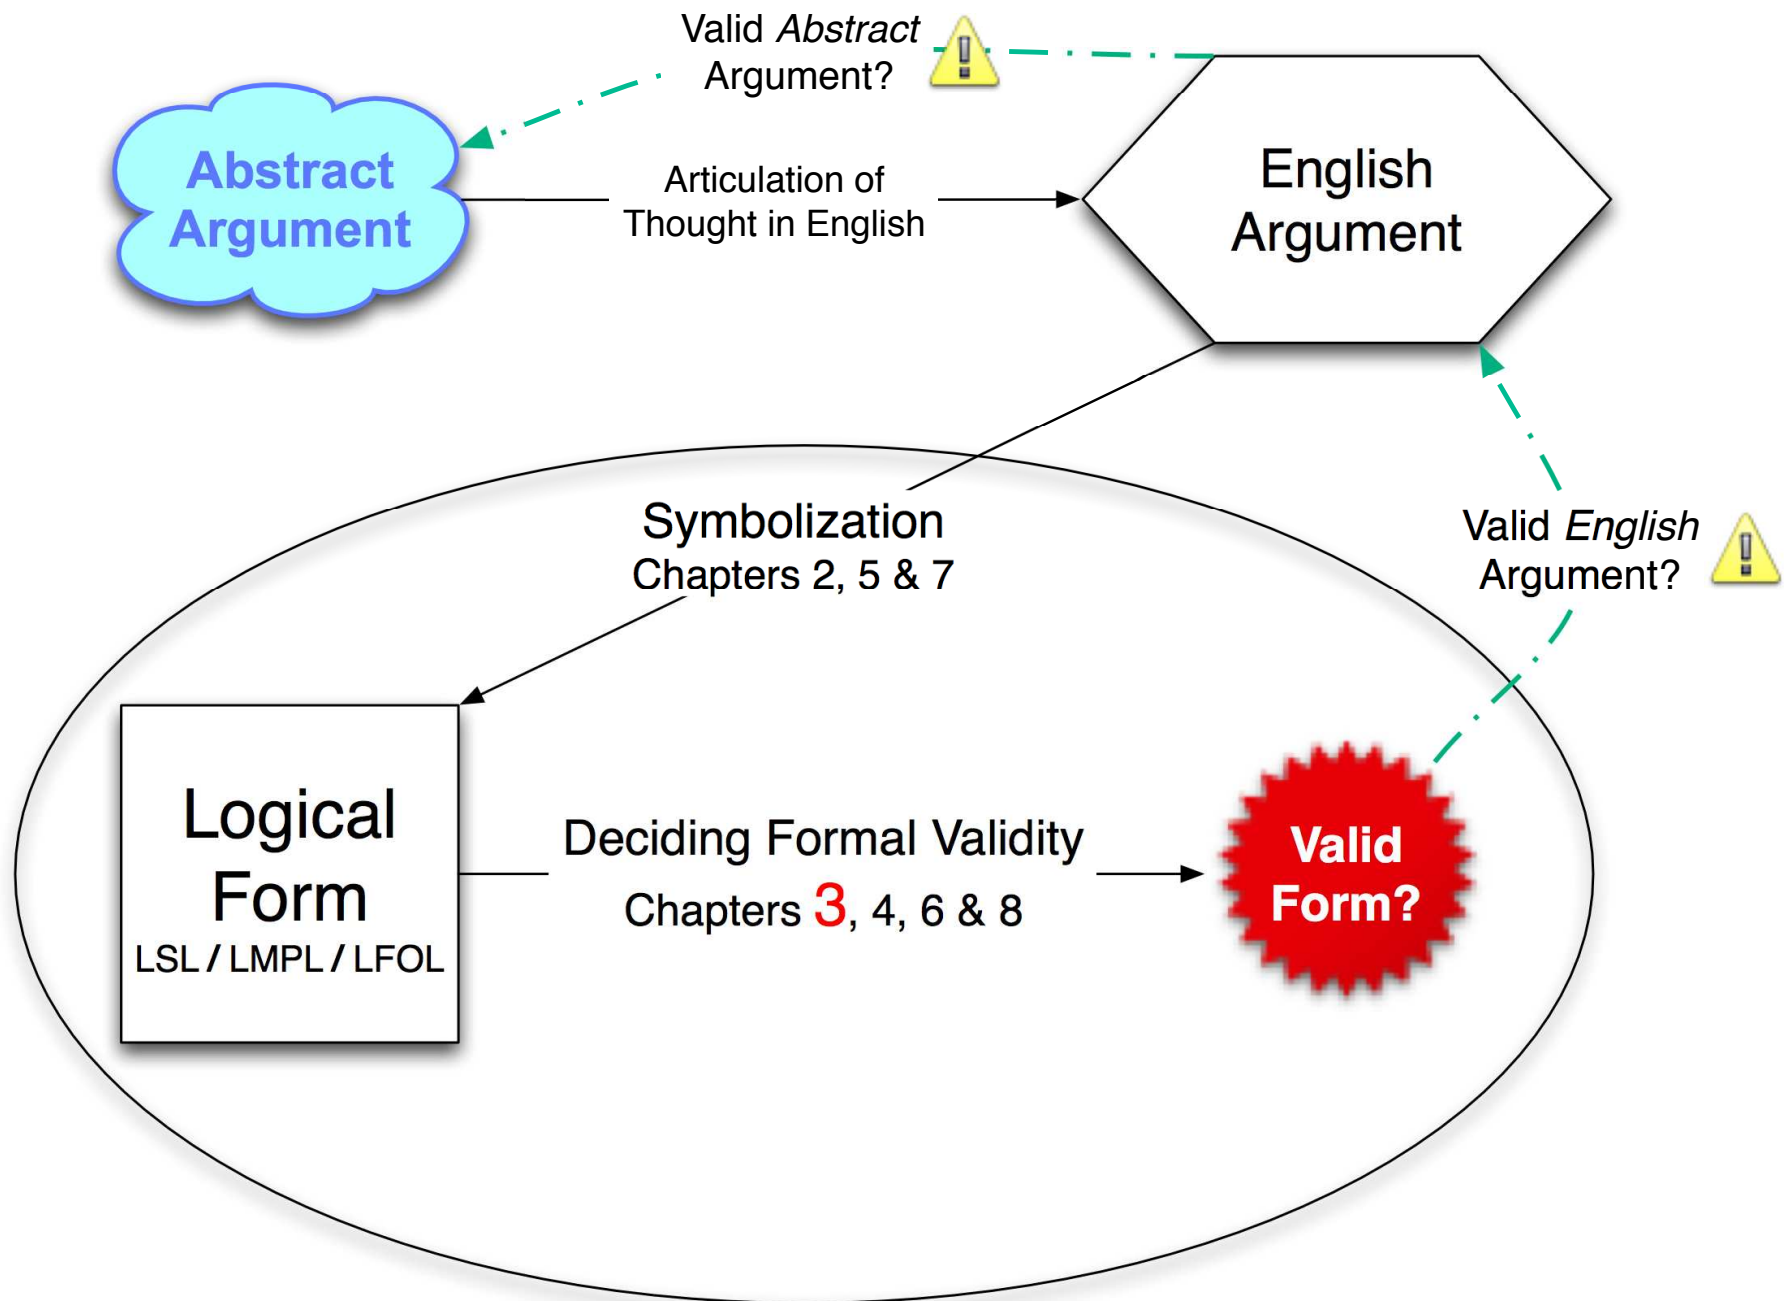 Valid Abstract
Argument?
Abstract
Argument
Articulation of
Thought in English
English
Argument
Symbolization
Chapters 2, 5 & 7
Valid English
Argument?
Logical
Form
LSL / LMPL / LFOL
Deciding Formal Validity
Chapters 3, 4, 6 & 8
Valid
Form?